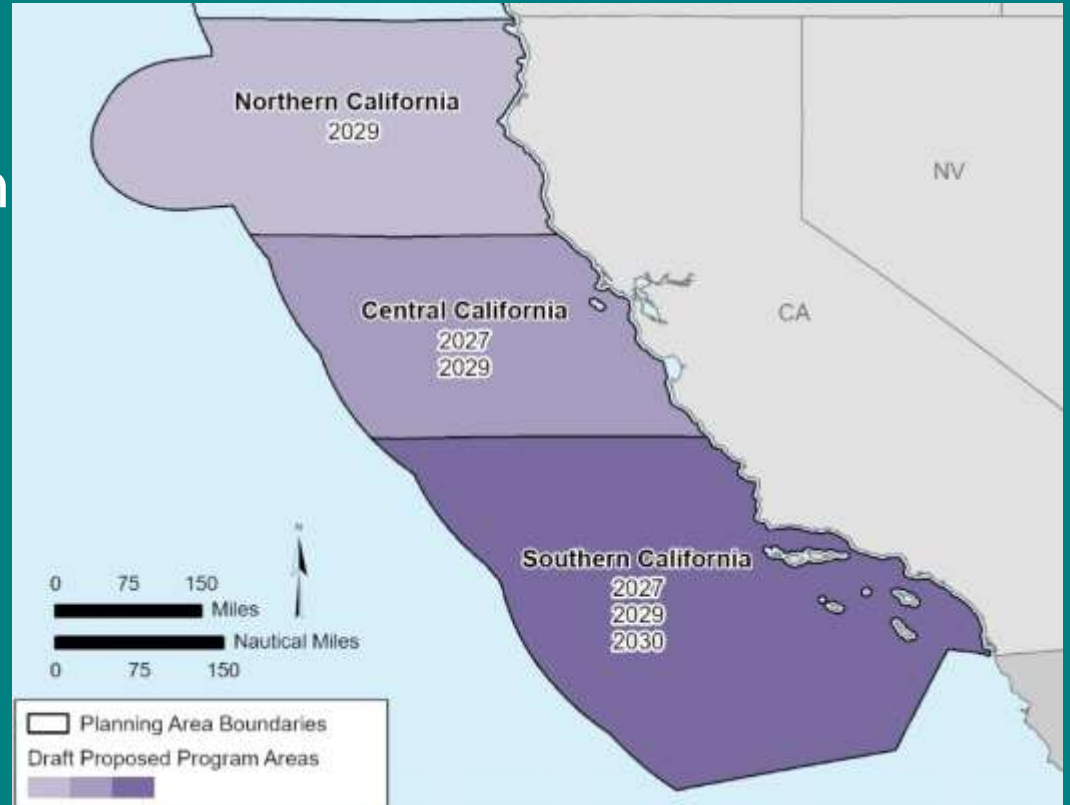 Northern California
2029
NV
Central California
2027
2029
CA
Southern California
2027
2029
2030
N
0 75 150
Miles
Nautical Miles
0 75 150
Planning Area Boundaries
Draft Proposed Program Areas